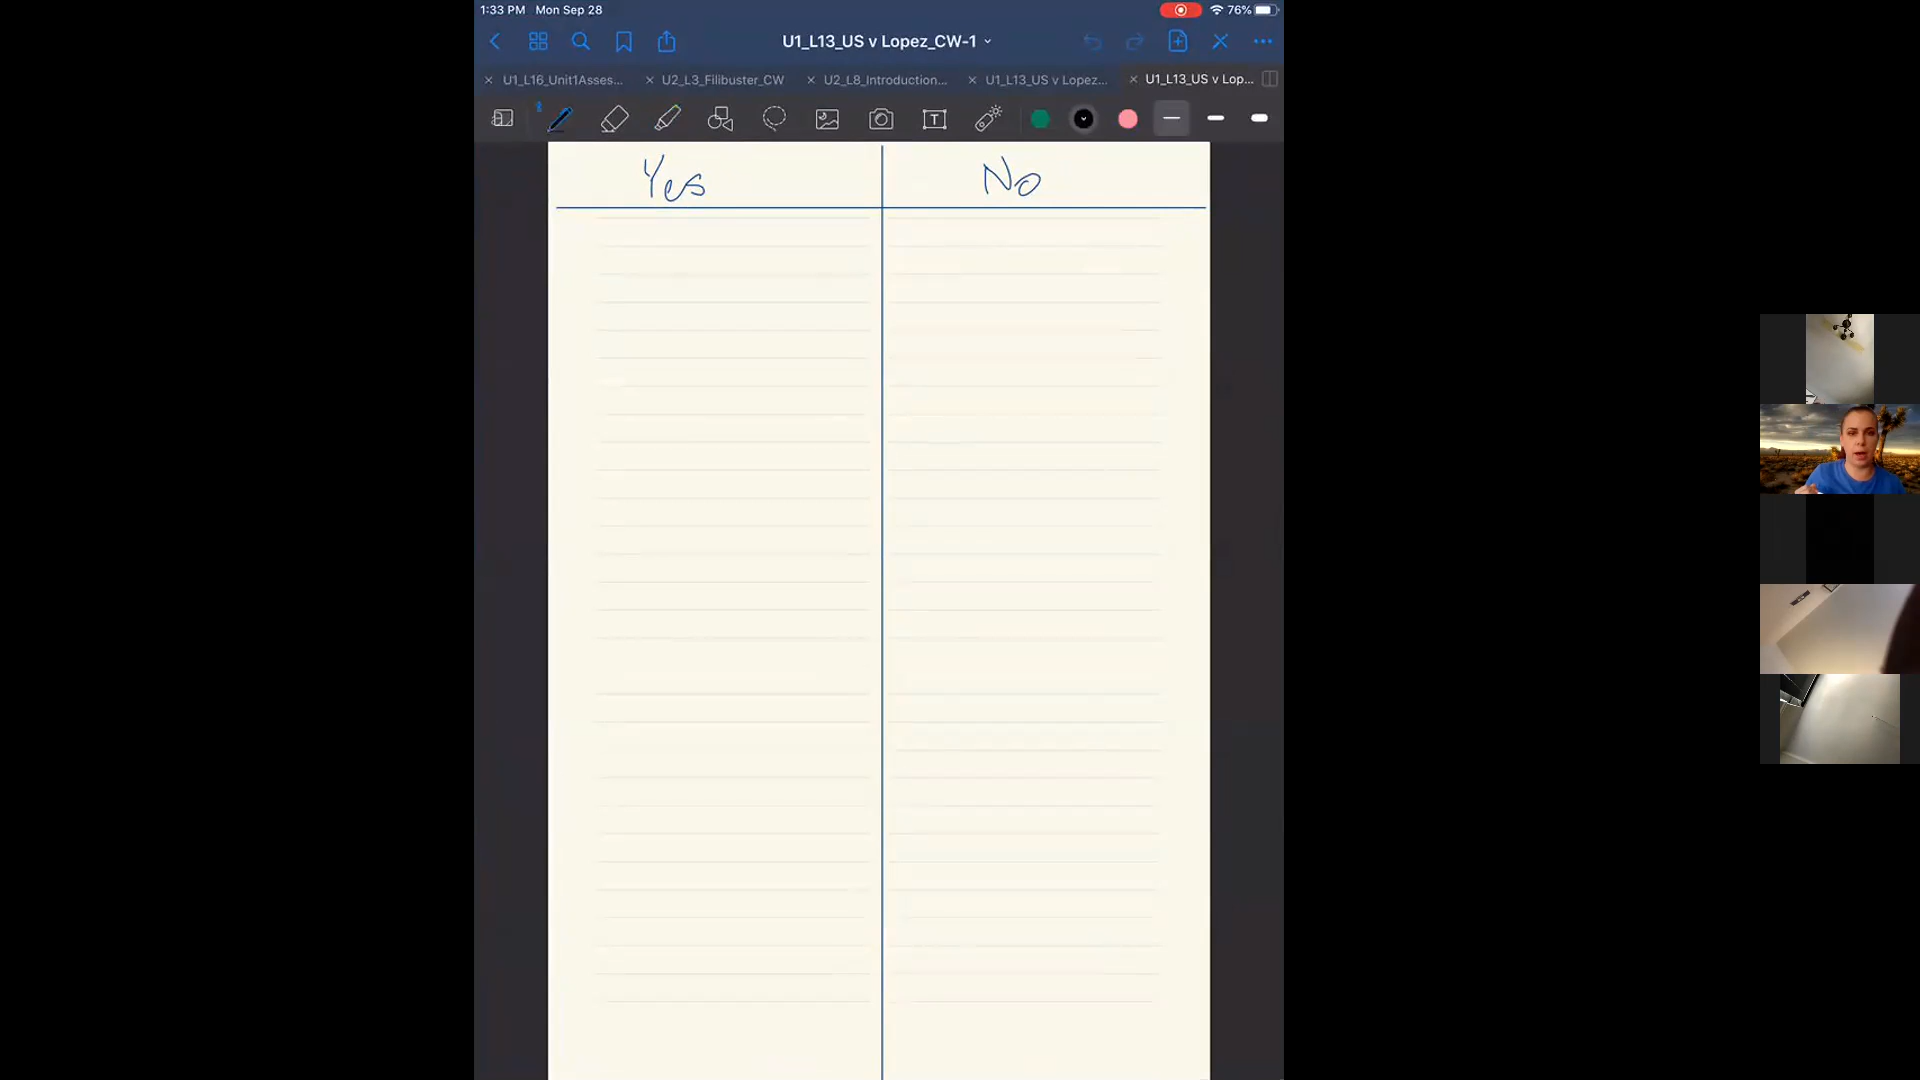 1:33 PM Mon Sep 28 76%
U1_L13_US v Lopez_CW-1
U1_L16_Unit1Asses... U2_L3_Filibuster_CW U2_L8_Introduction... U1_L13_US v Lopez... U1_L13_US v Lop...
T
Yes No